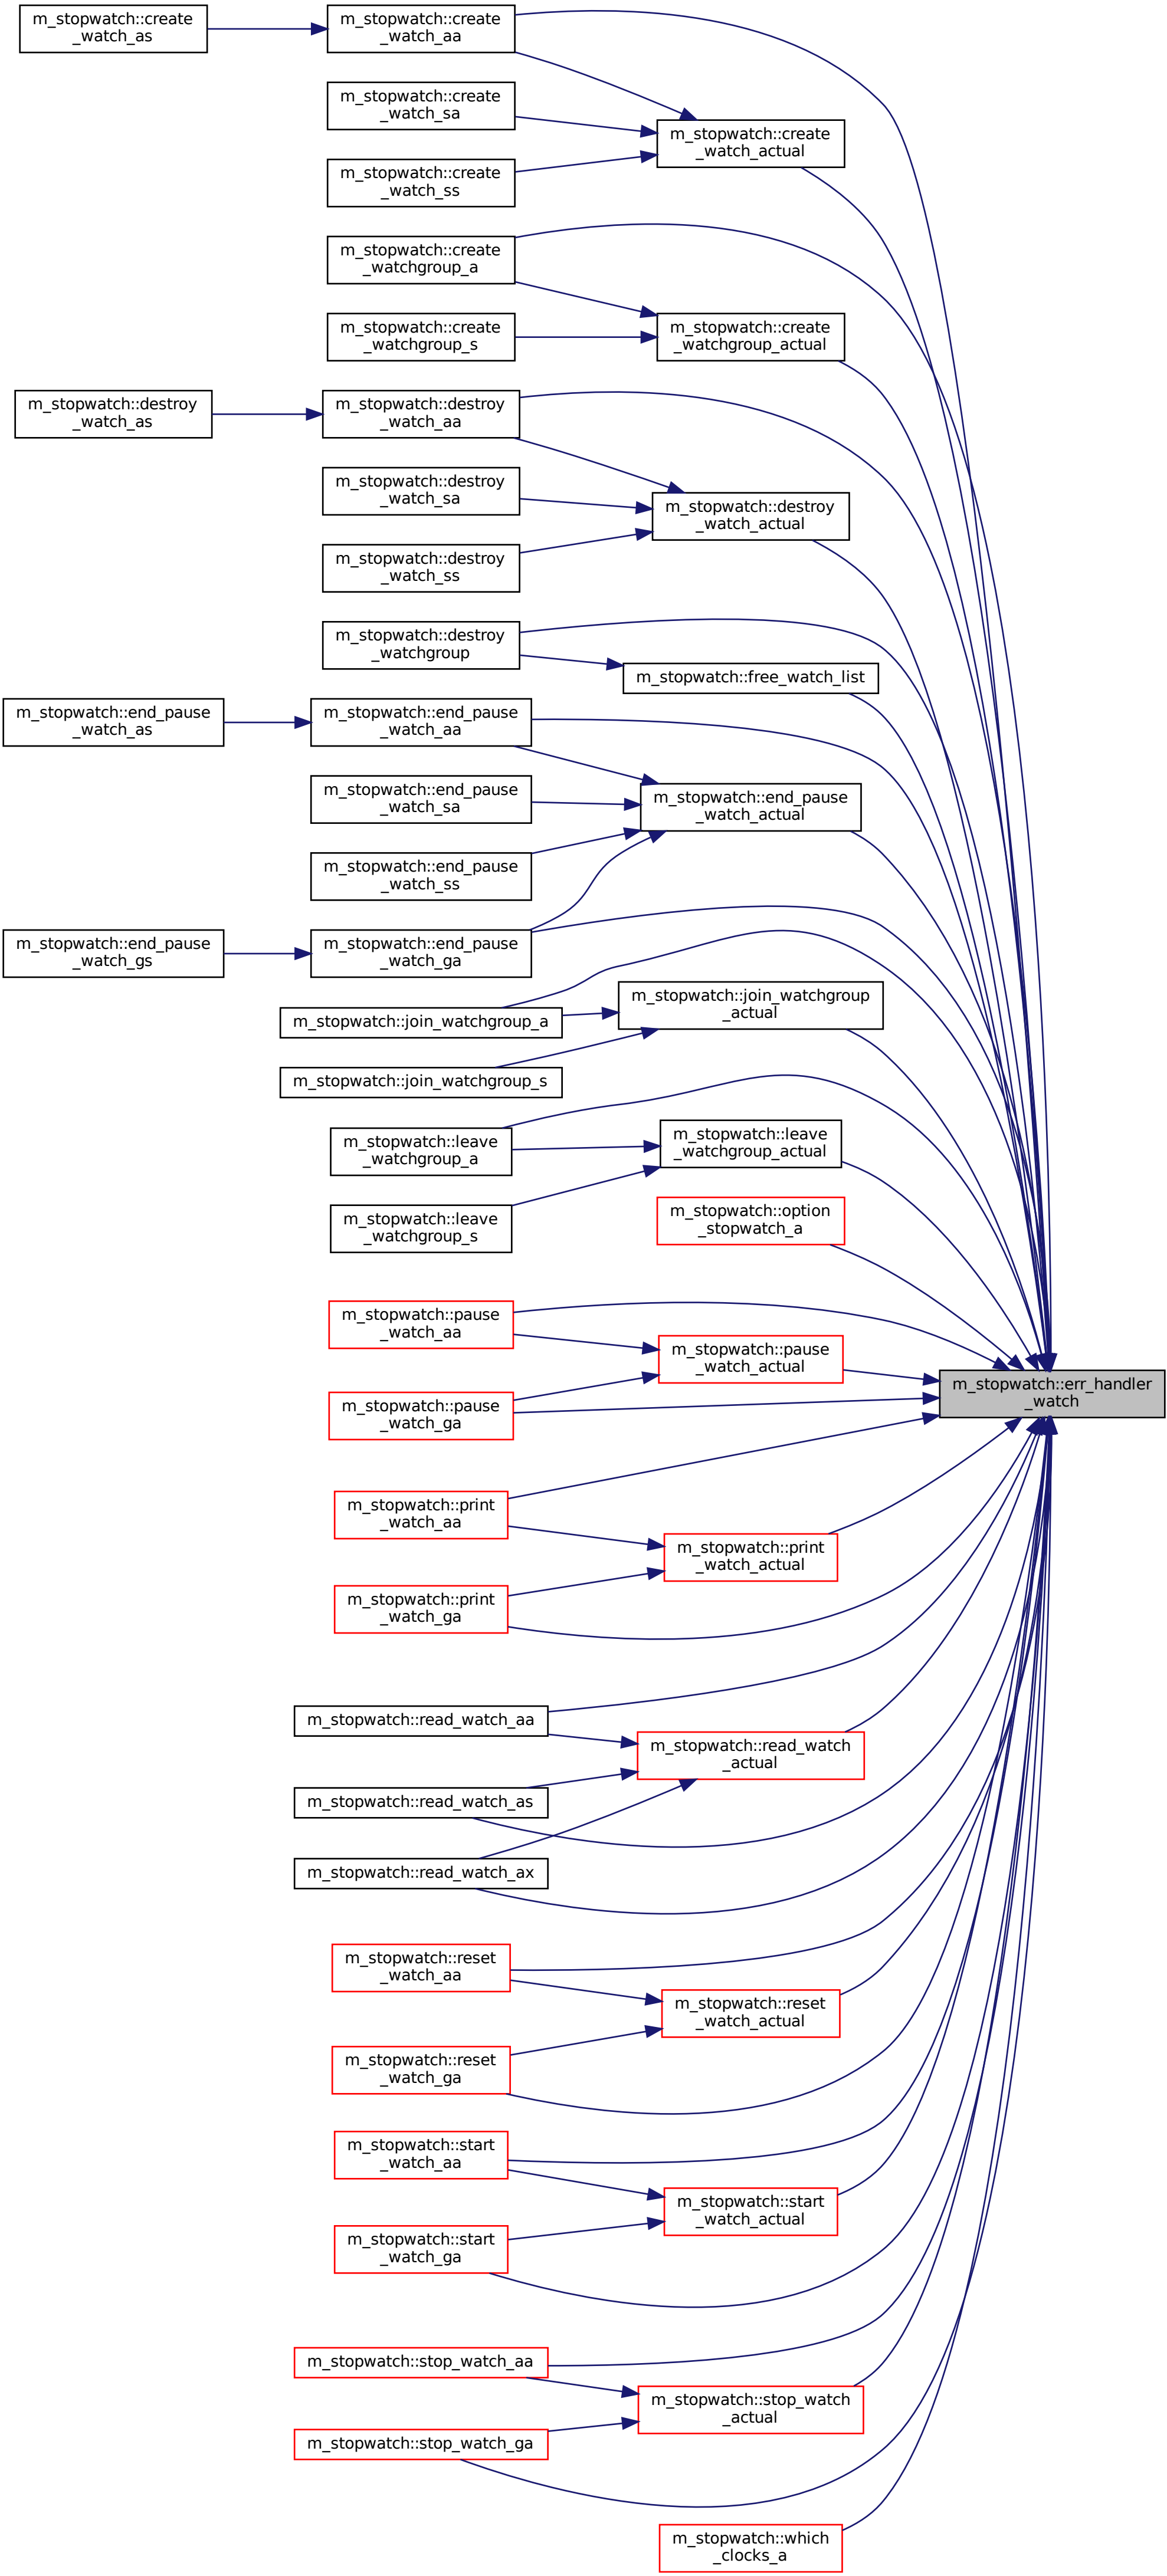 m_stopwatch::create
_watch_as
m_stopwatch::create
_watch_aa
m_stopwatch::create
_watch_sa
m_stopwatch::create
_watch_actual
m_stopwatch::create
_watch_ss
m_stopwatch::create
_watchgroup_a
m_stopwatch::create
_watchgroup_s
m_stopwatch::create
_watchgroup_actual
m_stopwatch::destroy
_watch_as
m_stopwatch::destroy
_watch_aa
m_stopwatch::destroy
_watch_sa
m_stopwatch::destroy
_watch_actual
m_stopwatch::destroy
_watch_ss
m_stopwatch::destroy
_watchgroup
m_stopwatch::free_watch_list
m_stopwatch::end_pause
_watch_as
m_stopwatch::end_pause
_watch_aa
m_stopwatch::end_pause
_watch_sa
m_stopwatch::end_pause
_watch_actual
m_stopwatch::end_pause
_watch_ss
m_stopwatch::end_pause
_watch_gs
m_stopwatch::end_pause
_watch_ga
m_stopwatch::join_watchgroup
_actual
m_stopwatch::join_watchgroup_a
m_stopwatch::join_watchgroup_s
m_stopwatch::leave
_watchgroup_a
m_stopwatch::leave
_watchgroup_actual
m_stopwatch::leave
_watchgroup_s
m_stopwatch::option
_stopwatch_a
m_stopwatch::pause
_watch_aa
m_stopwatch::pause
_watch_actual
m_stopwatch::err_handler
_watch
m_stopwatch::pause
_watch_ga
m_stopwatch::print
_watch_aa
m_stopwatch::print
_watch_actual
m_stopwatch::print
_watch_ga
m_stopwatch::read_watch_aa
m_stopwatch::read_watch
_actual
m_stopwatch::read_watch_as
m_stopwatch::read_watch_ax
m_stopwatch::reset
_watch_aa
m_stopwatch::reset
_watch_actual
m_stopwatch::reset
_watch_ga
m_stopwatch::start
_watch_aa
m_stopwatch::start
_watch_actual
m_stopwatch::start
_watch_ga
m_stopwatch::stop_watch_aa
m_stopwatch::stop_watch
_actual
m_stopwatch::stop_watch_ga
m_stopwatch::which
_clocks_a